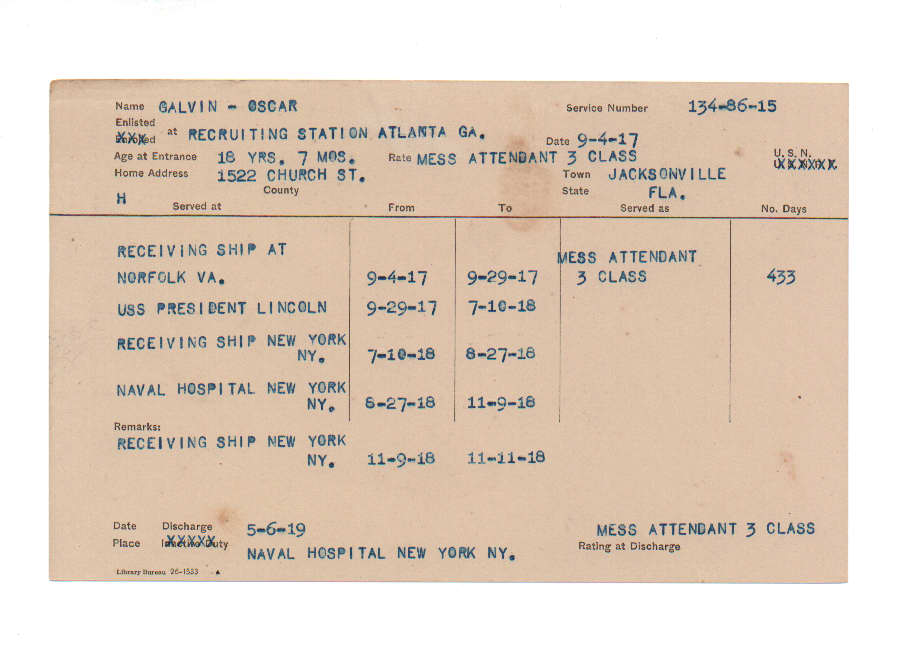 Name GALVIN - OSCAR Service Number 134-86-15
Enlisted
Enrolled at RECRUITING STATION ATLANTA GA. Date 9-4-17
Age at Entrance 18 YRS. 7 MOS. Rate MESS ATTENDANT 3 CLASS U. S. N.
Home Address 1522 CHURCH ST. Town JACKSONVILLE
County State FLA.
H Served at From To Served as No. Days
RECEIVING SHIP AT MESS ATTENDANT
NORFOLK VA. 9-4-17 9-29-17 3 CLASS 433
USS PRESIDENT LINCOLN 9-29-17 7-10-18
RECEIVING SHIP NEW YORK
NY. 7-10-18 8-27-18
NAVAL HOSPITAL NEW YORK
NY. 8-27-18 11-9-18
Remarks:
RECEIVING SHIP NEW YORK
NY. 11-9-18 11-11-18
Date Discharge 5-6-19 MESS ATTENDANT 3 CLASS
Place Inactive Duty NAVAL HOSPITAL NEW YORK NY. Rating at Discharge
Library Bureau 26-1583